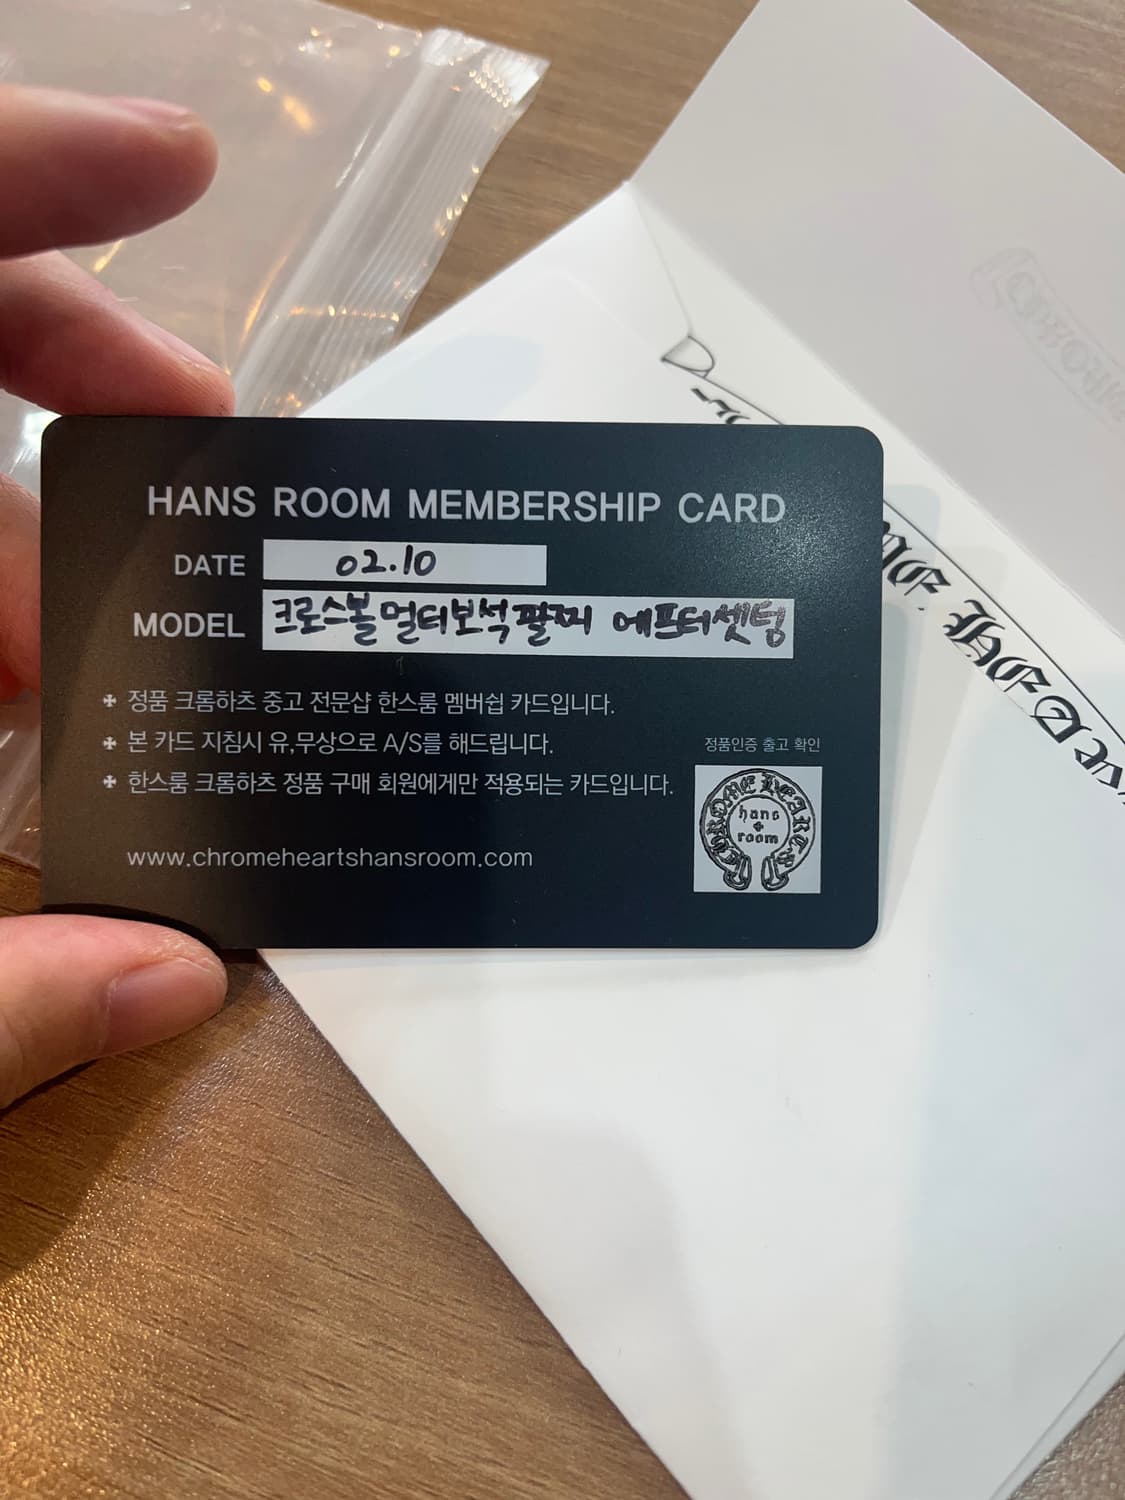 HANS ROOM MEMBERSHIP CARD
DATE 02.10
MODEL 크로스볼멀티보석팔찌 에프터셋팅
정품 크롬하츠 중고 전문샵 한스룸 멤버쉽 카드입니다.
본 카드 지침시 유,무상으로 A/S를 해드립니다.
한스룸 크롬하츠 정품 구매 회원에게만 적용되는 카드입니다.
정품인증 출고 확인
CHROME HEARTS
hans
room
www.chromeheartshansroom.com